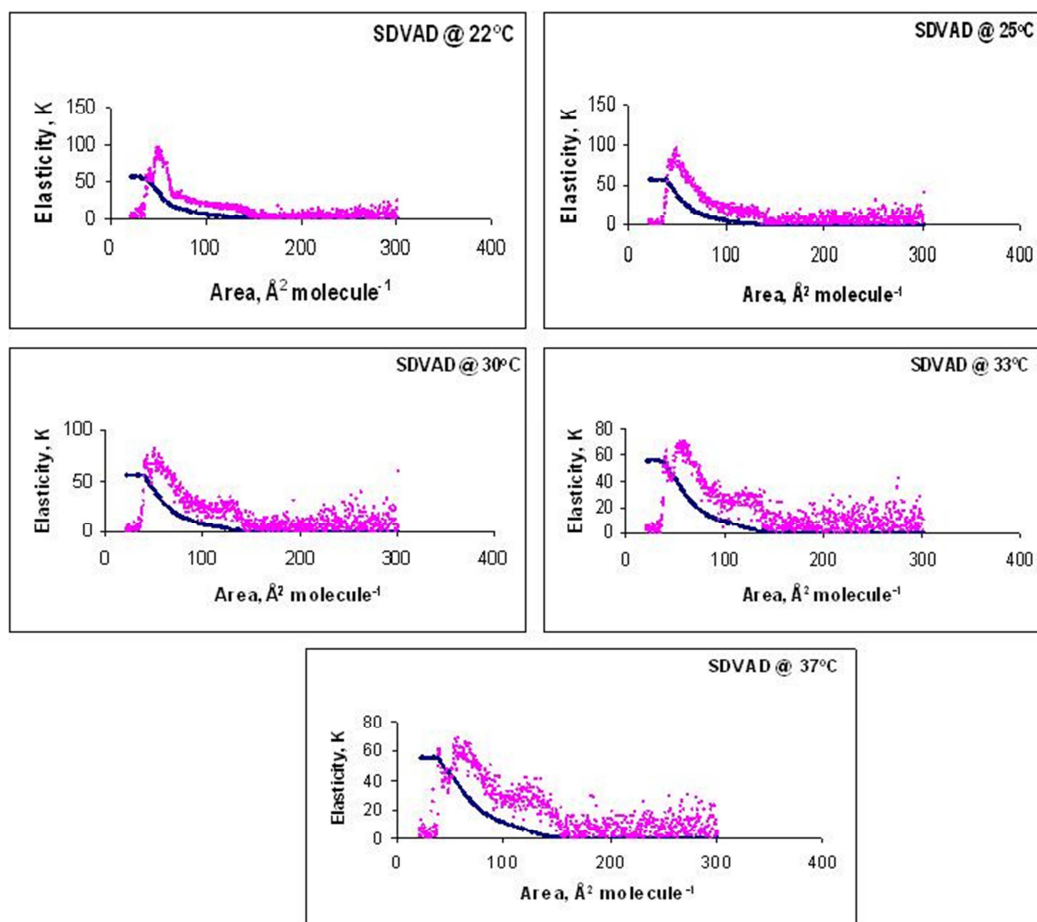 SDVAD @ 22°C
Elasticity, K
150
100
50
0
0 100 200 300 400
Area, Å² molecule⁻¹
SDVAD @ 25°C
Elasticity, K
150
100
50
0
0 100 200 300 400
Area, Å² molecule⁻¹
SDVAD @ 30°C
Elasticity, K
100
50
0
0 100 200 300 400
Area, Å² molecule⁻¹
SDVAD @ 33°C
Elasticity, K
80
60
40
20
0
0 100 200 300 400
Area, Å² molecule⁻¹
SDVAD @ 37°C
Elasticity, K
80
60
40
20
0
0 100 200 300 400
Area, Å² molecule⁻¹